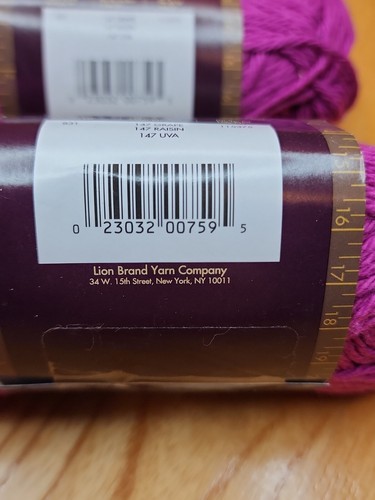 147 RAISIN
147 UVA
0 23032 00759 5
Lion Brand Yarn Company
34 W. 15th Street, New York, NY 10011
16
17
18
19